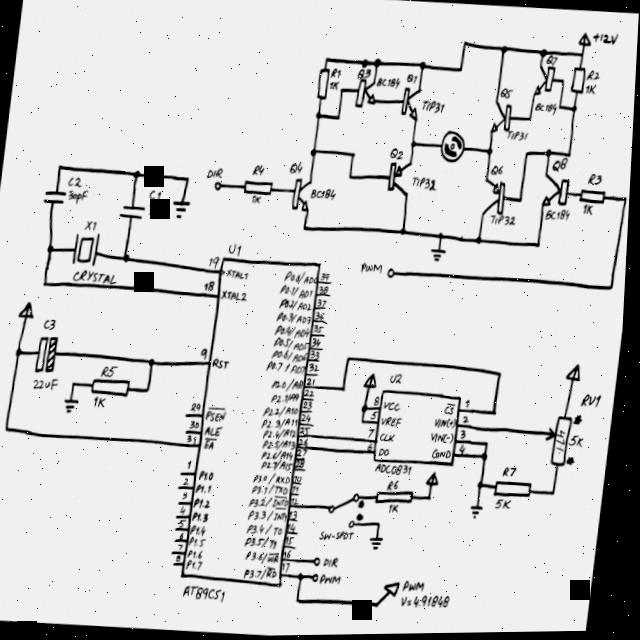 +12V
R1
1K
Q3
BC184
Q1
TIP31
Q5
TIP31
Q7
BC184
R2
1K
DIR
R4
1K
Q4
BC184
Q2
TIP32
Q6
TIP32
Q8
BC184
R3
1K
PWM
C2
30pF
C1
X1
CRYSTAL
U1
19
XTAL1
18
XTAL2
9
RST
C3
22uF
R5
1K
29
PSEN
30
ALE
31
EA
1
P1.0
2
P1.1
3
P1.2
4
P1.3
5
P1.4
6
P1.5
7
P1.6
8
P1.7
AT89C51
P0.0/AD0
39
P0.1/AD1
38
P0.2/AD2
37
P0.3/AD3
36
P0.4/AD4
35
P0.5/AD5
34
P0.6/AD6
33
32
P2.0/A8
21
P2.1/A9
22
P2.2/A10
23
P2.3/A11
24
P2.4/A12
25
P2.5/A13
26
P2.6/A14
27
P2.7/A15
28
P3.0/RXD
10
P3.1/TXD
11
P3.2/INT0
12
P3.3/INT1
13
P3.4/T0
14
P3.5/T1
15
P3.6/WR
16
P3.7/RD
17
DIR
PWM
PWM
V=4.91848
U2
8
VCC
5
VREF
7
CLK
6
DO
CS
1
VIN(+)
2
VIN(-)
3
GND
4
ADC0831
R6
1K
SW-SPDT
R7
5K
RV1
5K